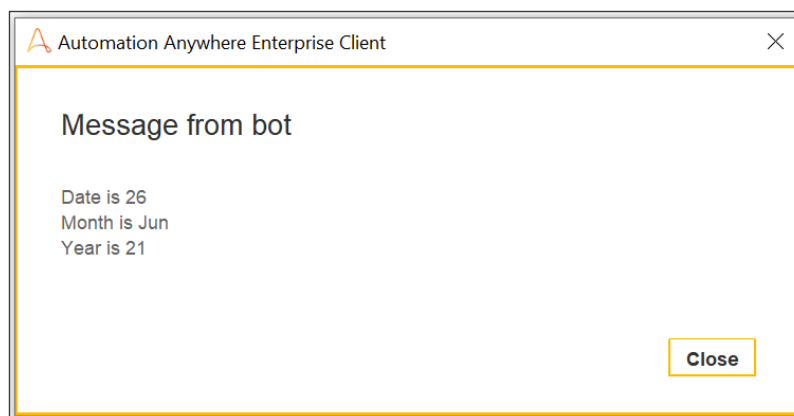 Automation Anywhere Enterprise Client
Message from bot
Date is 26
Month is Jun
Year is 21
Close